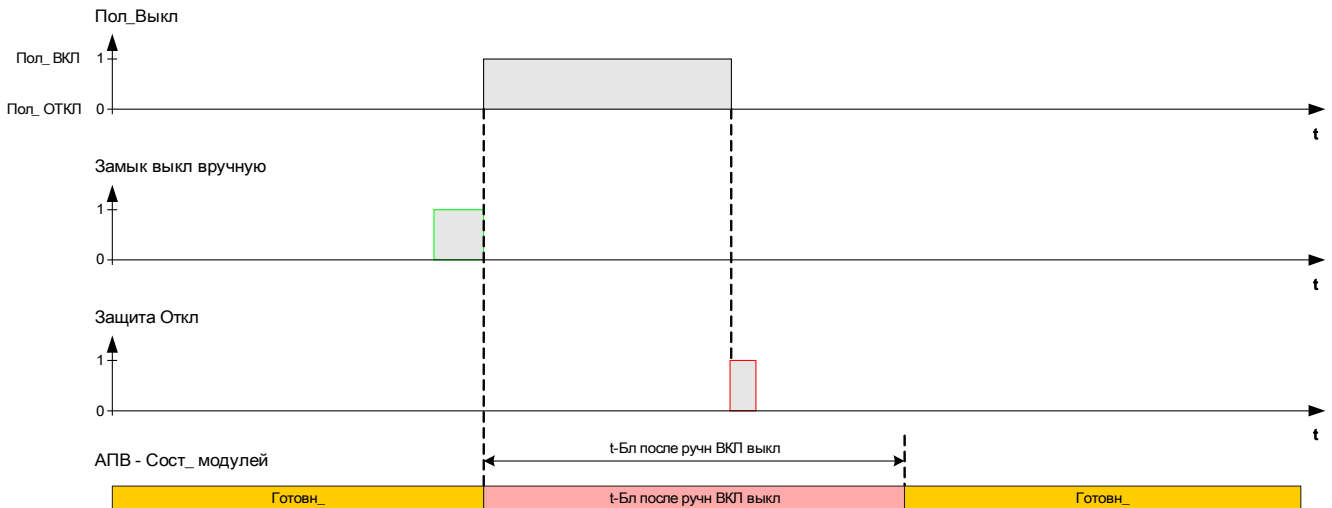 Пол_Выкл
Пол_ ВКЛ 1
Пол_ ОТКЛ 0
t
Замык выкл вручную
1
0
t
Защита Откл
1
0
t
t-Бл после ручн ВКЛ выкл
АПВ - Сост_ модулей
Готовн_ t-Бл после ручн ВКЛ выкл Готовн_